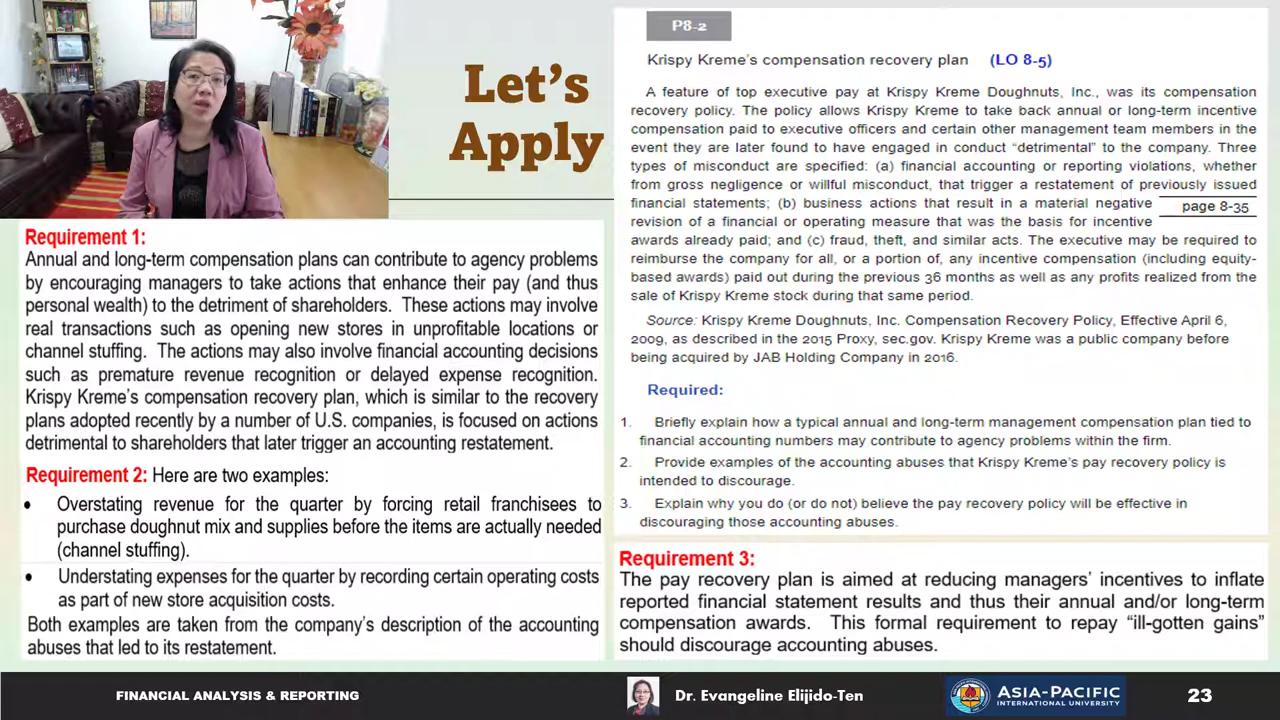 Let's
Apply
P8-2
Krispy Kreme's compensation recovery plan (LO 8-5)
A feature of top executive pay at Krispy Kreme Doughnuts, Inc., was its compensation
recovery policy. The policy allows Krispy Kreme to take back annual or long-term incentive
compensation paid to executive officers and certain other management team members in the
event they are later found to have engaged in conduct "detrimental" to the company. Three
types of misconduct are specified: (a) financial accounting or reporting violations, whether
from gross negligence or willful misconduct, that trigger a restatement of previously issued
financial statements; (b) business actions that result in a material negative
page 8-35
revision of a financial or operating measure that was the basis for incentive
awards already paid; and (c) fraud, theft, and similar acts. The executive may be required to
reimburse the company for all, or a portion of, any incentive compensation (including equity-
based awards) paid out during the previous 36 months as well as any profits realized from the
sale of Krispy Kreme stock during that same period.
Source: Krispy Kreme Doughnuts, Inc. Compensation Recovery Policy, Effective April 6,
2009, as described in the 2015 Proxy, sec.gov. Krispy Kreme was a public company before
being acquired by JAB Holding Company in 2016.
Required:
1. Briefly explain how a typical annual and long-term management compensation plan tied to
financial accounting numbers may contribute to agency problems within the firm.
2. Provide examples of the accounting abuses that Krispy Kreme's pay recovery policy is
intended to discourage.
3. Explain why you do (or do not) believe the pay recovery policy will be effective in
discouraging those accounting abuses.
Requirement 1:
Annual and long-term compensation plans can contribute to agency problems
by encouraging managers to take actions that enhance their pay (and thus
personal wealth) to the detriment of shareholders. These actions may involve
real transactions such as opening new stores in unprofitable locations or
channel stuffing. The actions may also involve financial accounting decisions
such as premature revenue recognition or delayed expense recognition.
Krispy Kreme's compensation recovery plan, which is similar to the recovery
plans adopted recently by a number of U.S. companies, is focused on actions
detrimental to shareholders that later trigger an accounting restatement.
Requirement 2: Here are two examples:
• Overstating revenue for the quarter by forcing retail franchisees to
purchase doughnut mix and supplies before the items are actually needed
(channel stuffing).
• Understating expenses for the quarter by recording certain operating costs
as part of new store acquisition costs.
Both examples are taken from the company's description of the accounting
abuses that led to its restatement.
Requirement 3:
The pay recovery plan is aimed at reducing managers' incentives to inflate
reported financial statement results and thus their annual and/or long-term
compensation awards. This formal requirement to repay "ill-gotten gains"
should discourage accounting abuses.
FINANCIAL ANALYSIS & REPORTING
Dr. Evangeline Elijido-Ten
ASIA-PACIFIC
INTERNATIONAL UNIVERSITY
23